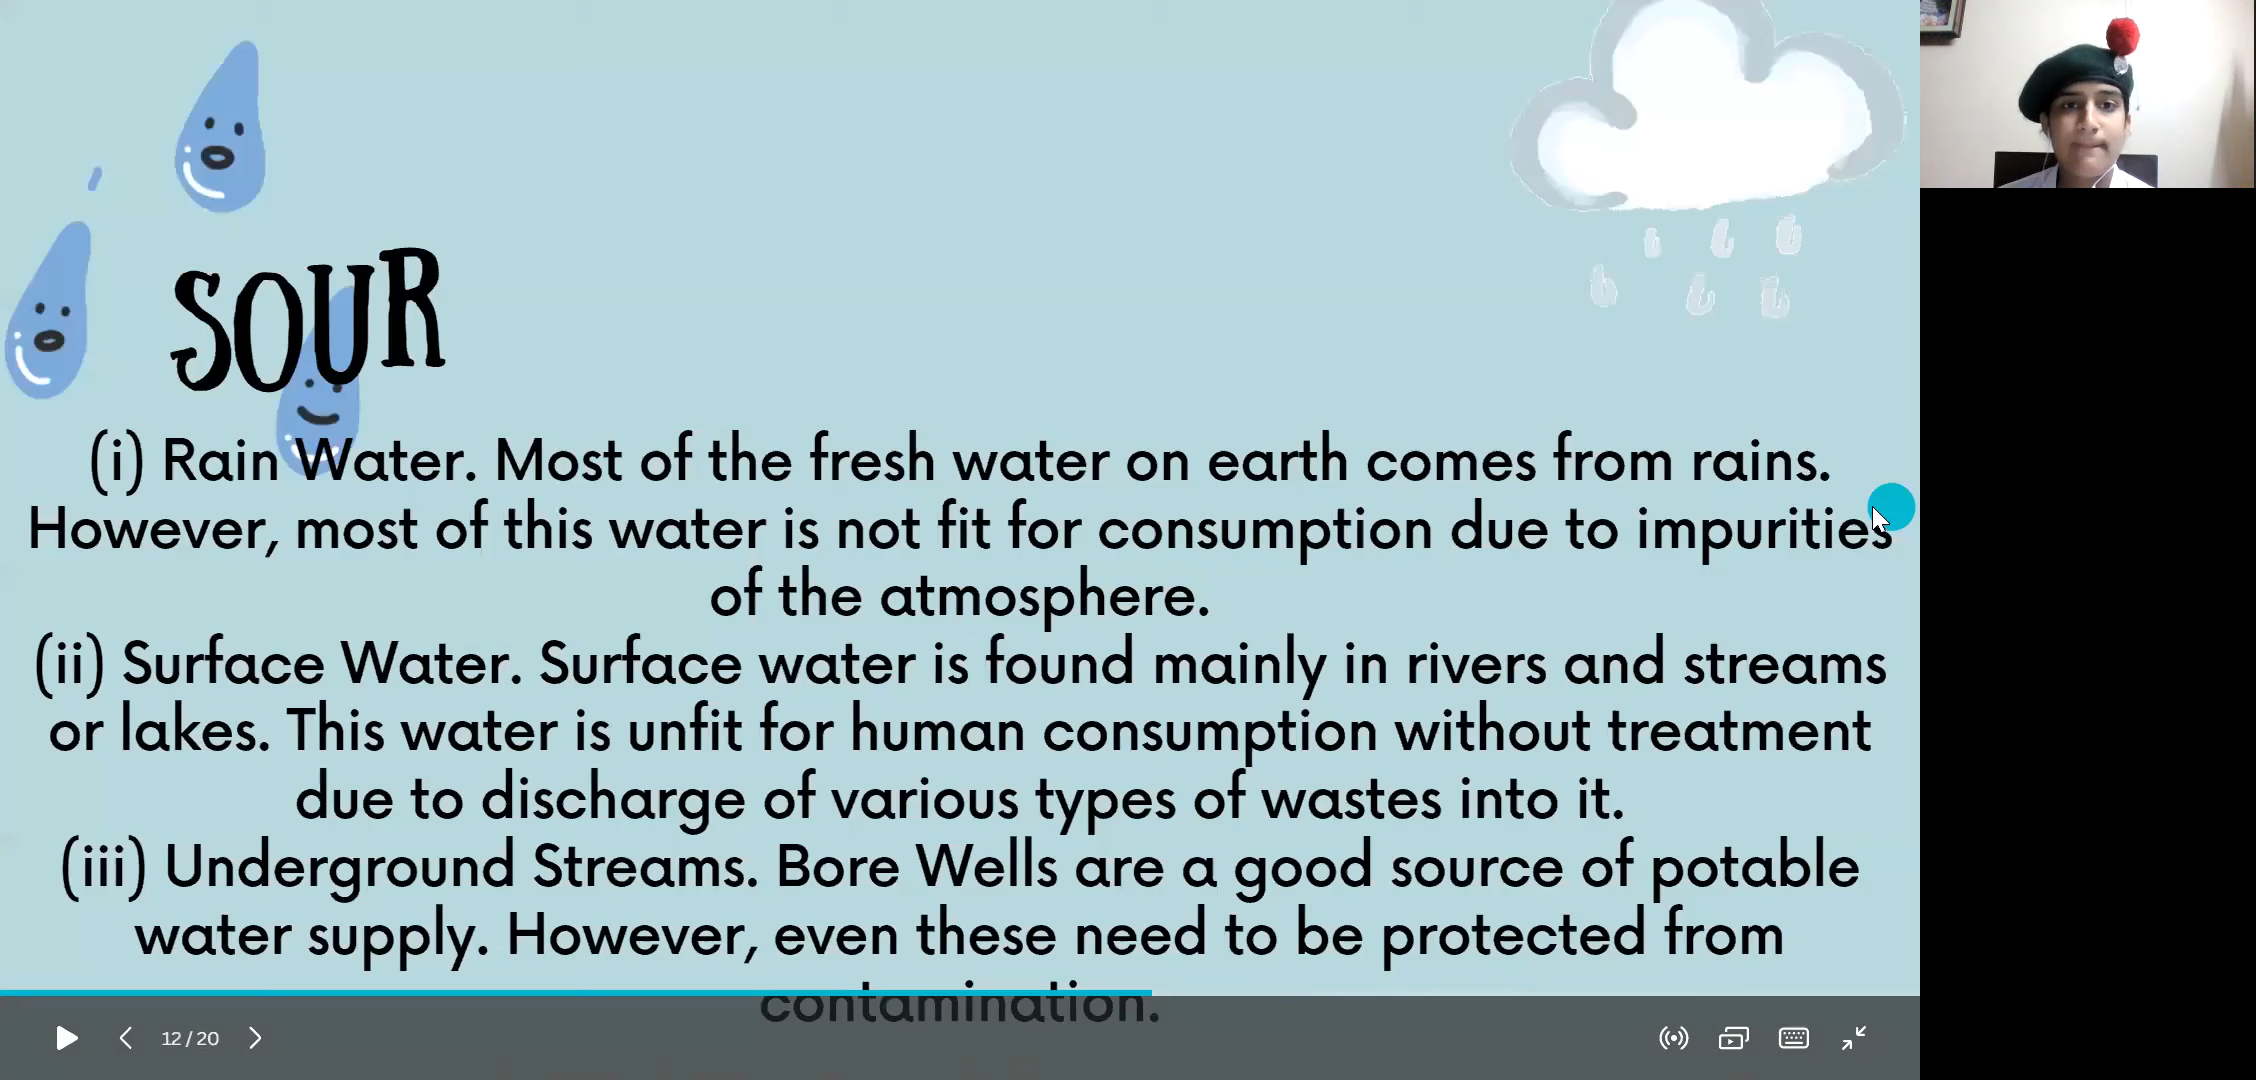 SOUR
(i) Rain Water. Most of the fresh water on earth comes from rains.
However, most of this water is not fit for consumption due to impurities
of the atmosphere.
(ii) Surface Water. Surface water is found mainly in rivers and streams
or lakes. This water is unfit for human consumption without treatment
due to discharge of various types of wastes into it.
(iii) Underground Streams. Bore Wells are a good source of potable
water supply. However, even these need to be protected from
contamination.
12 / 20